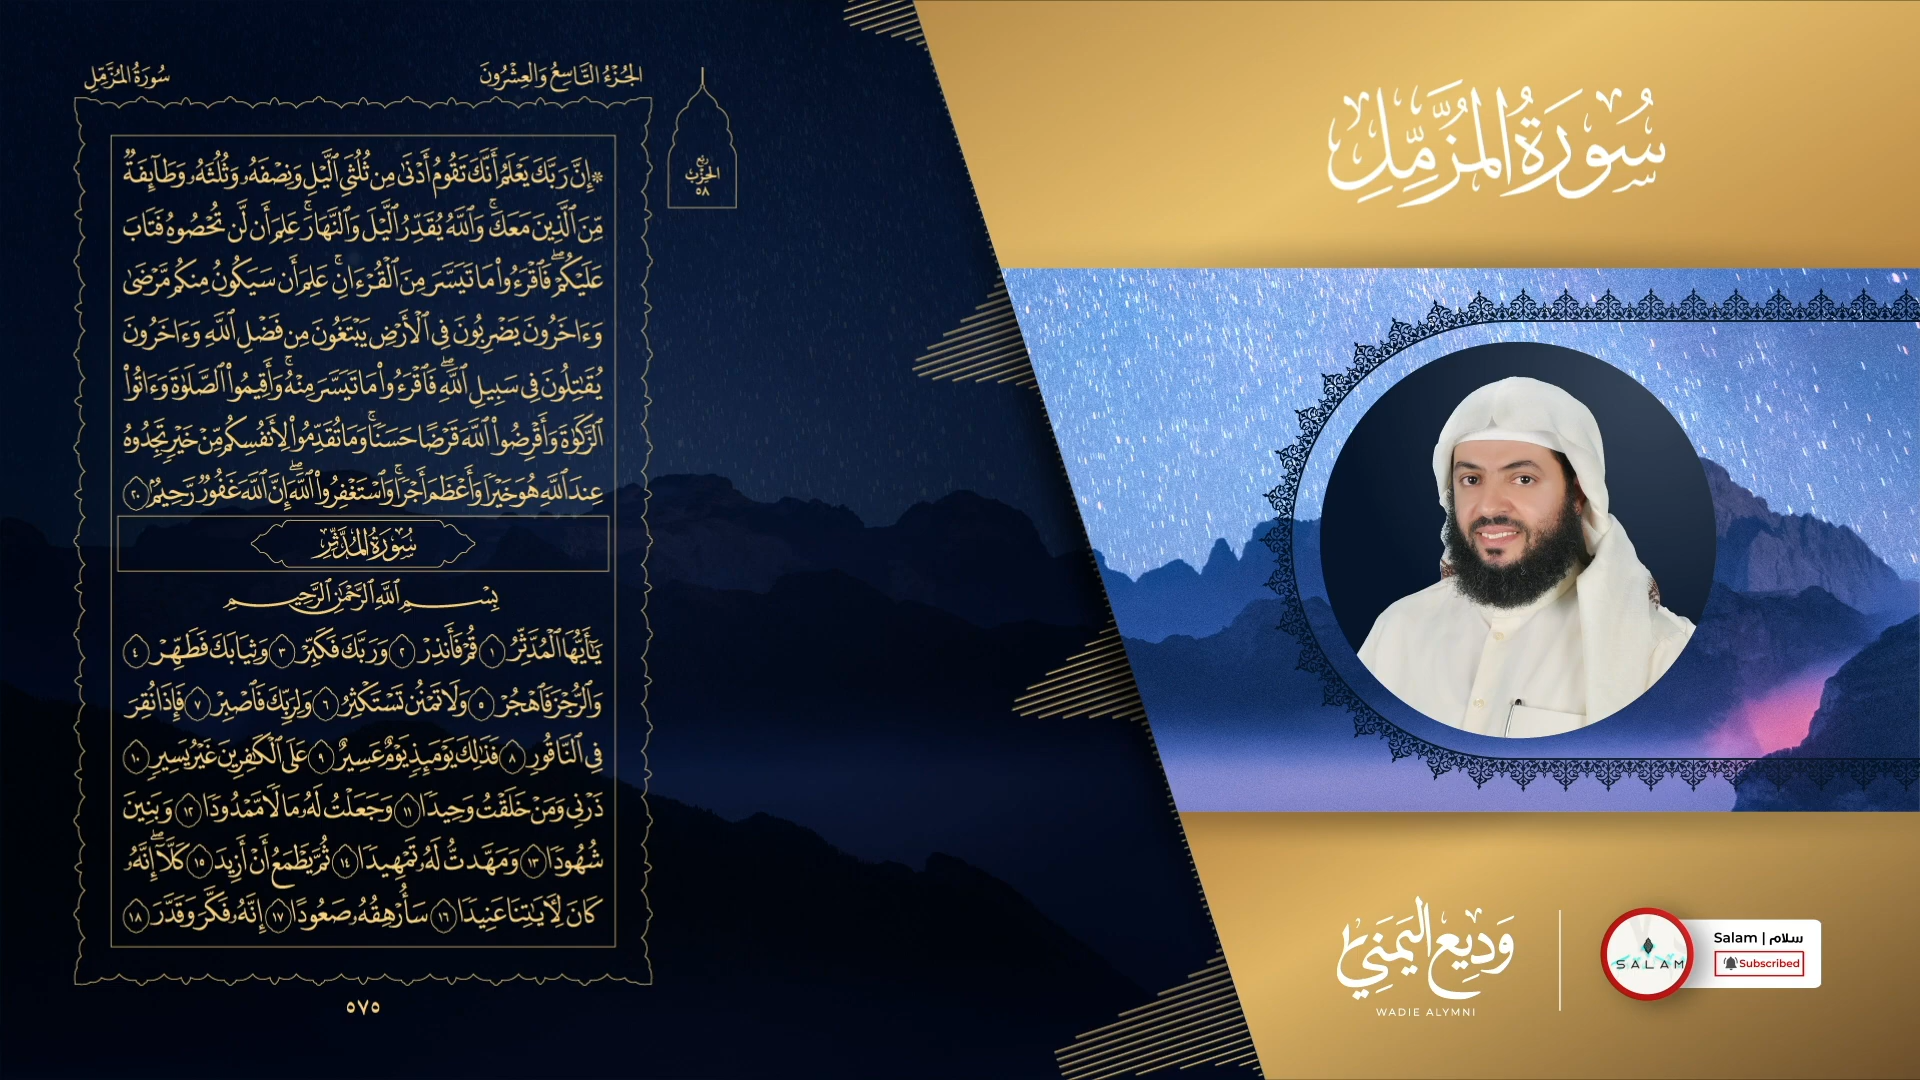 الجُزْءُ التَّاسِعُ وَالعِشْرُونَ
سُورَةُ المُزَّمِّلِ
ربع
الحزب
٥٨
۞إِنَّ رَبَّكَ يَعْلَمُ أَنَّكَ تَقُومُ أَدْنَىٰ مِن ثُلُثَيِ ٱلَّيْلِ وَنِصْفَهُۥ وَثُلُثَهُۥ وَطَآئِفَةٌ
مِّنَ ٱلَّذِينَ مَعَكَۚ وَٱللَّهُ يُقَدِّرُ ٱلَّيْلَ وَٱلنَّهَارَۚ عَلِمَ أَن لَّن تُحْصُوهُ فَتَابَ
عَلَيْكُمْۖ فَٱقْرَءُوا۟ مَا تَيَسَّرَ مِنَ ٱلْقُرْءَانِۚ عَلِمَ أَن سَيَكُونُ مِنكُم مَّرْضَىٰ
وَءَاخَرُونَ يَضْرِبُونَ فِي ٱلْأَرْضِ يَبْتَغُونَ مِن فَضْلِ ٱللَّهِ وَءَاخَرُونَ
يُقَٰتِلُونَ فِي سَبِيلِ ٱللَّهِۖ فَٱقْرَءُوا۟ مَا تَيَسَّرَ مِنْهُۚ وَأَقِيمُوا۟ ٱلصَّلَوٰةَ وَءَاتُوا۟
ٱلزَّكَوٰةَ وَأَقْرِضُوا۟ ٱللَّهَ قَرْضًا حَسَنًاۚ وَمَا تُقَدِّمُوا۟ لِأَنفُسِكُم مِّنْ خَيْرٍ تَجِدُوهُ
عِندَ ٱللَّهِ هُوَ خَيْرًا وَأَعْظَمَ أَجْرًاۚ وَٱسْتَغْفِرُوا۟ ٱللَّهَۖ إِنَّ ٱللَّهَ غَفُورٌ رَّحِيمٌۢ ٢٠
سُورَةُ المُدَّثِّرِ
بِسْمِ ٱللَّهِ ٱلرَّحْمَٰنِ ٱلرَّحِيمِ
يَٰٓأَيُّهَا ٱلْمُدَّثِّرُ ١ قُمْ فَأَنذِرْ ٢ وَرَبَّكَ فَكَبِّرْ ٣ وَثِيَابَكَ فَطَهِّرْ ٤
وَٱلرُّجْزَ فَٱهْجُرْ ٥ وَلَا تَمْنُن تَسْتَكْثِرُ ٦ وَلِرَبِّكَ فَٱصْبِرْ ٧ فَإِذَا نُقِرَ
فِي ٱلنَّاقُورِ ٨ فَذَٰلِكَ يَوْمَئِذٍ يَوْمٌ عَسِيرٌ ٩ عَلَى ٱلْكَٰفِرِينَ غَيْرُ يَسِيرٍ ١٠
ذَرْنِي وَمَنْ خَلَقْتُ وَحِيدًا ١١ وَجَعَلْتُ لَهُۥ مَالًا مَّمْدُودًا ١٢ وَبَنِينَ
شُهُودًا ١٣ وَمَهَّدتُّ لَهُۥ تَمْهِيدًا ١٤ ثُمَّ يَطْمَعُ أَنْ أَزِيدَ ١٥ كَلَّآۖ إِنَّهُۥ
كَانَ لِءَايَٰتِنَا عَنِيدًا ١٦ سَأُرْهِقُهُۥ صَعُودًا ١٧ إِنَّهُۥ فَكَّرَ وَقَدَّرَ ١٨
٥٧٥
سُورَةُ المُزَّمِّلِ
وَدِيع اليَمَنِي
WADIE ALYMNI
SALAM
Salam | سلام
Subscribed